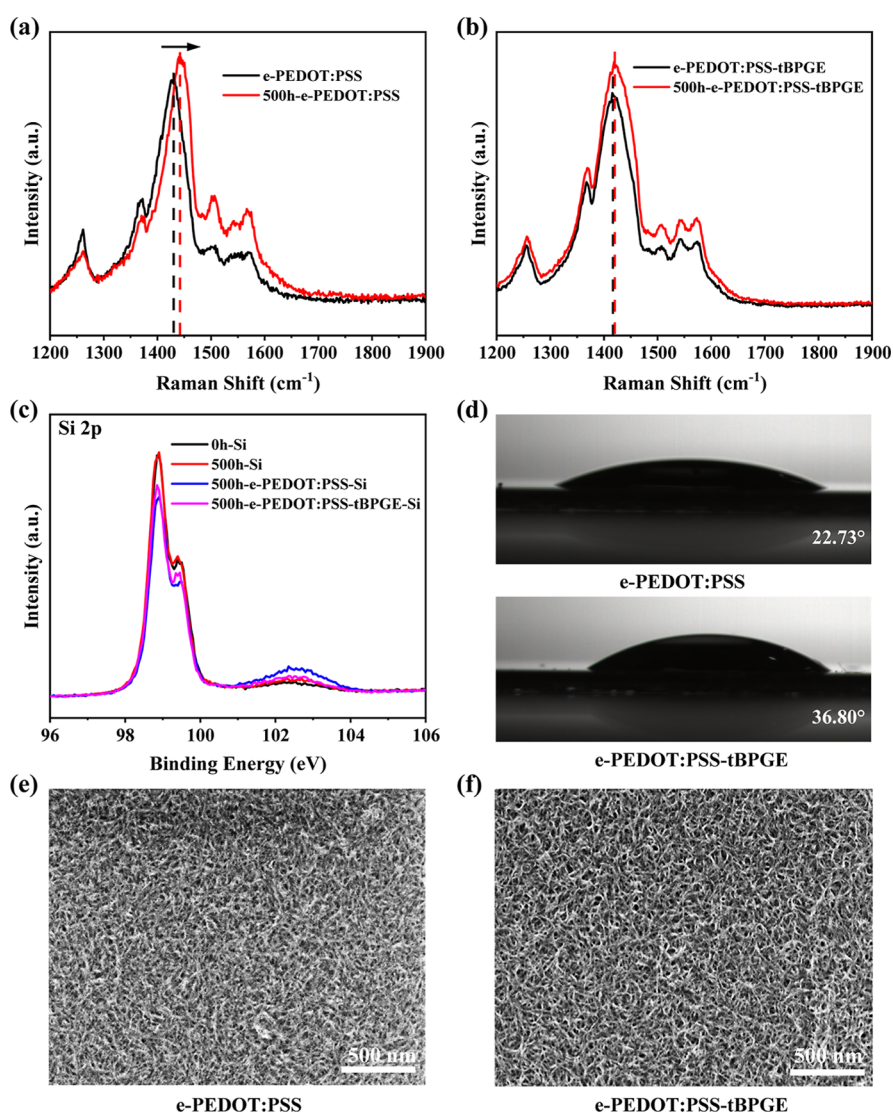 (a)
e-PEDOT:PSS
500h-e-PEDOT:PSS
Intensity (a.u.)
1200 1300 1400 1500 1600 1700 1800 1900
Raman Shift (cm⁻¹)
(b)
e-PEDOT:PSS-tBPGE
500h-e-PEDOT:PSS-tBPGE
Intensity (a.u.)
1200 1300 1400 1500 1600 1700 1800 1900
Raman Shift (cm⁻¹)
(c)
Si 2p
0h-Si
500h-Si
500h-e-PEDOT:PSS-Si
500h-e-PEDOT:PSS-tBPGE-Si
Intensity (a.u.)
96 98 100 102 104 106
Binding Energy (eV)
(d)
22.73°
e-PEDOT:PSS
36.80°
e-PEDOT:PSS-tBPGE
(e)
500 nm
e-PEDOT:PSS
(f)
500 nm
e-PEDOT:PSS-tBPGE